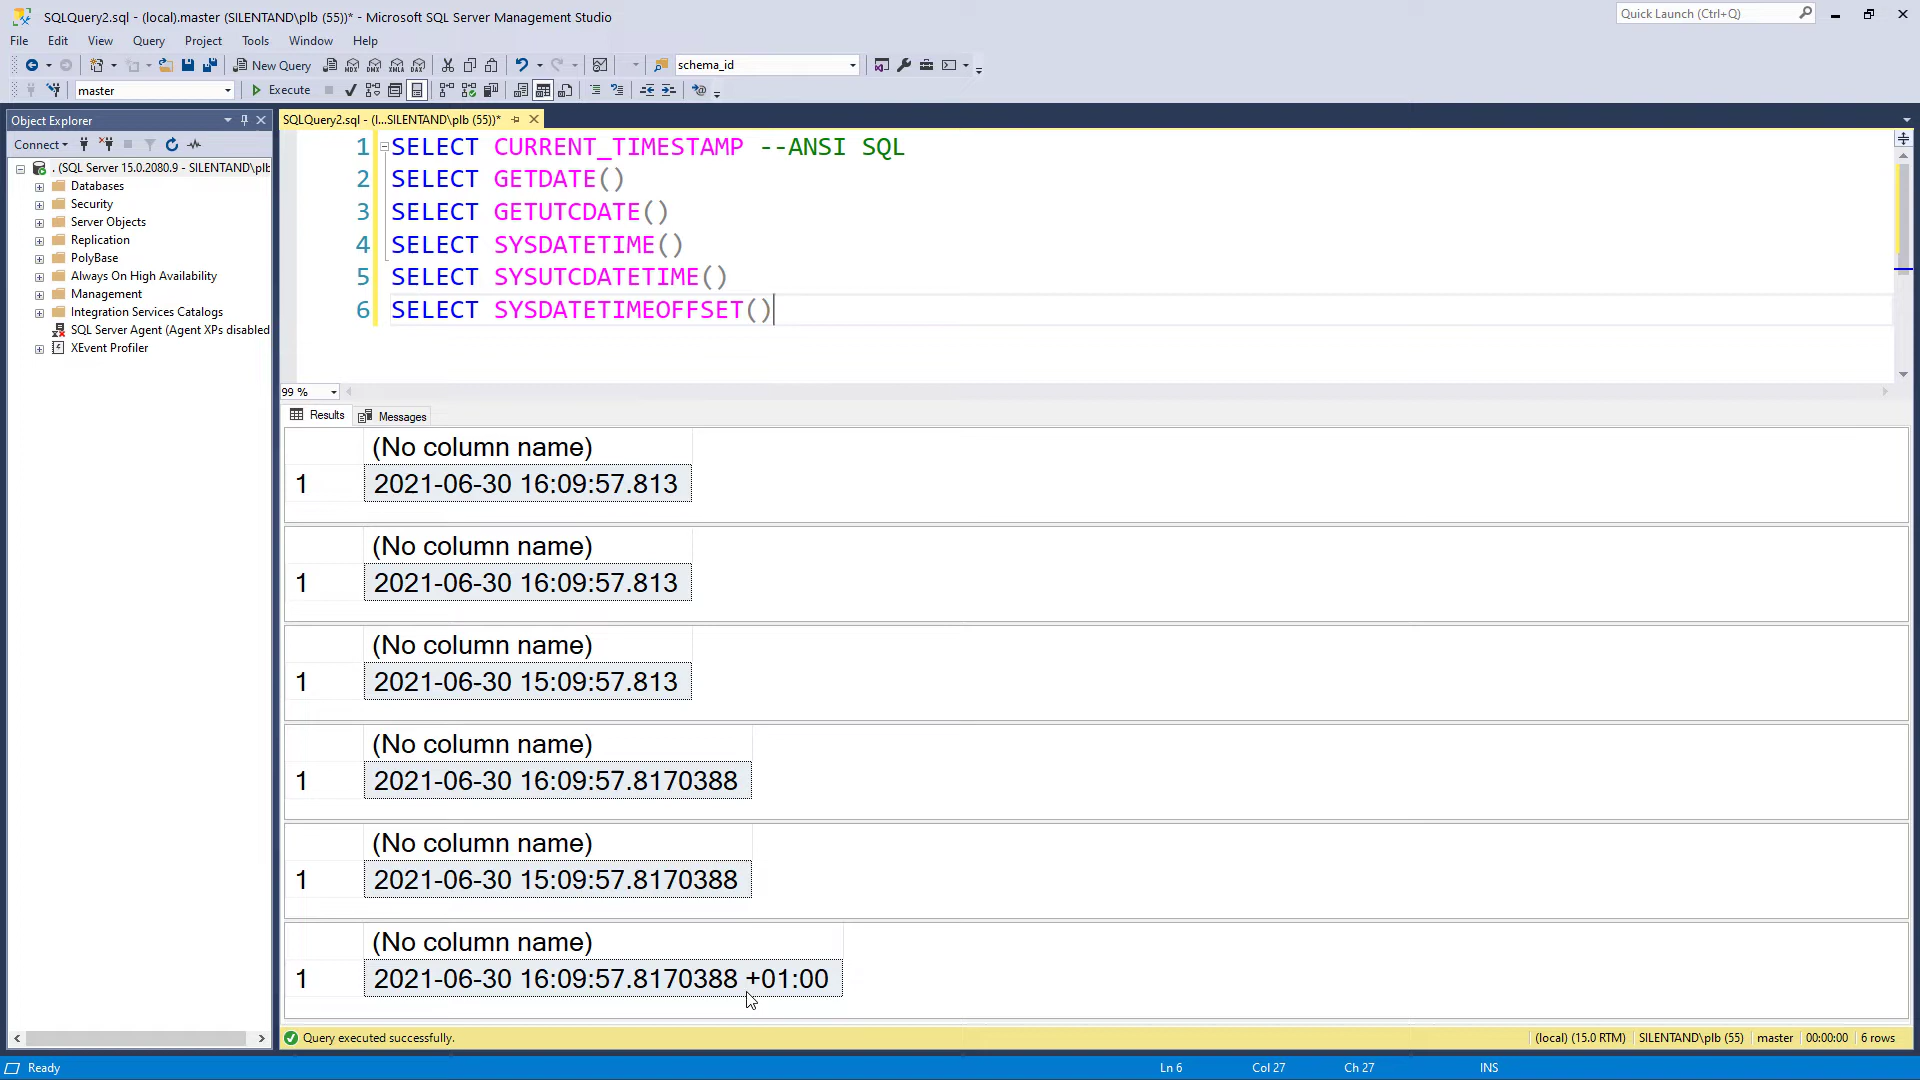 SQLQuery2.sql - (local).master (SILENTAND\plb (55))* - Microsoft SQL Server Management Studio
Quick Launch (Ctrl+Q)
File Edit View Query Project Tools Window Help
New Query
MDX DMX XMLA DAX
schema_id
master
Execute
Object Explorer
SQLQuery2.sql - (l...SILENTAND\plb (55))*
Connect
. (SQL Server 15.0.2080.9 - SILENTAND\plb
Databases
Security
Server Objects
Replication
PolyBase
Always On High Availability
Management
Integration Services Catalogs
SQL Server Agent (Agent XPs disabled
XEvent Profiler
1 SELECT CURRENT_TIMESTAMP --ANSI SQL
2 SELECT GETDATE()
3 SELECT GETUTCDATE()
4 SELECT SYSDATETIME()
5 SELECT SYSUTCDATETIME()
6 SELECT SYSDATETIMEOFFSET()
99 %
Results Messages
(No column name)
1 2021-06-30 16:09:57.813
(No column name)
1 2021-06-30 16:09:57.813
(No column name)
1 2021-06-30 15:09:57.813
(No column name)
1 2021-06-30 16:09:57.8170388
(No column name)
1 2021-06-30 15:09:57.8170388
(No column name)
1 2021-06-30 16:09:57.8170388 +01:00
Query executed successfully.
(local) (15.0 RTM) SILENTAND\plb (55) master 00:00:00 6 rows
Ready
Ln 6 Col 27 Ch 27 INS